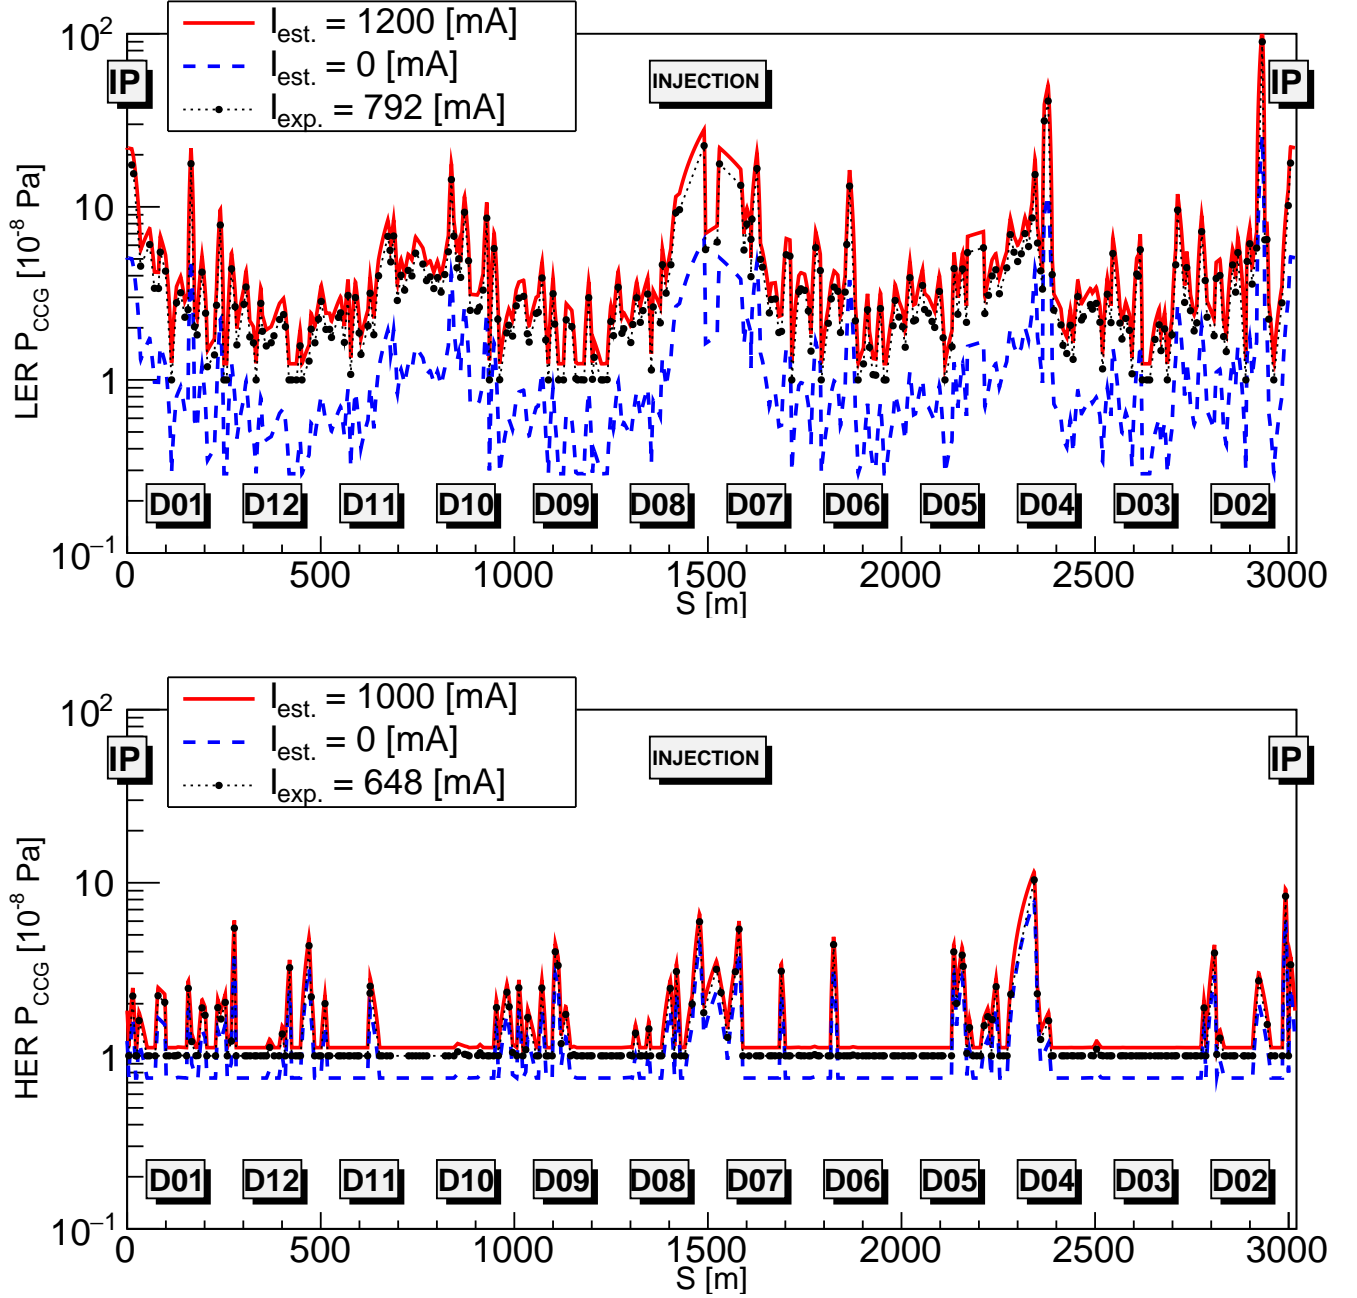 I_est. = 1200 [mA]
I_est. = 0 [mA]
I_exp. = 792 [mA]
IP
INJECTION
IP
LER P_CCG [10^-8 Pa]
10^2
10
1
10^−1
D01 D12 D11 D10 D09 D08 D07 D06 D05 D04 D03 D02
0 500 1000 1500 2000 2500 3000
S [m]
I_est. = 1000 [mA]
I_est. = 0 [mA]
I_exp. = 648 [mA]
IP
INJECTION
IP
HER P_CCG [10^-8 Pa]
10^2
10
1
10^−1
D01 D12 D11 D10 D09 D08 D07 D06 D05 D04 D03 D02
0 500 1000 1500 2000 2500 3000
S [m]